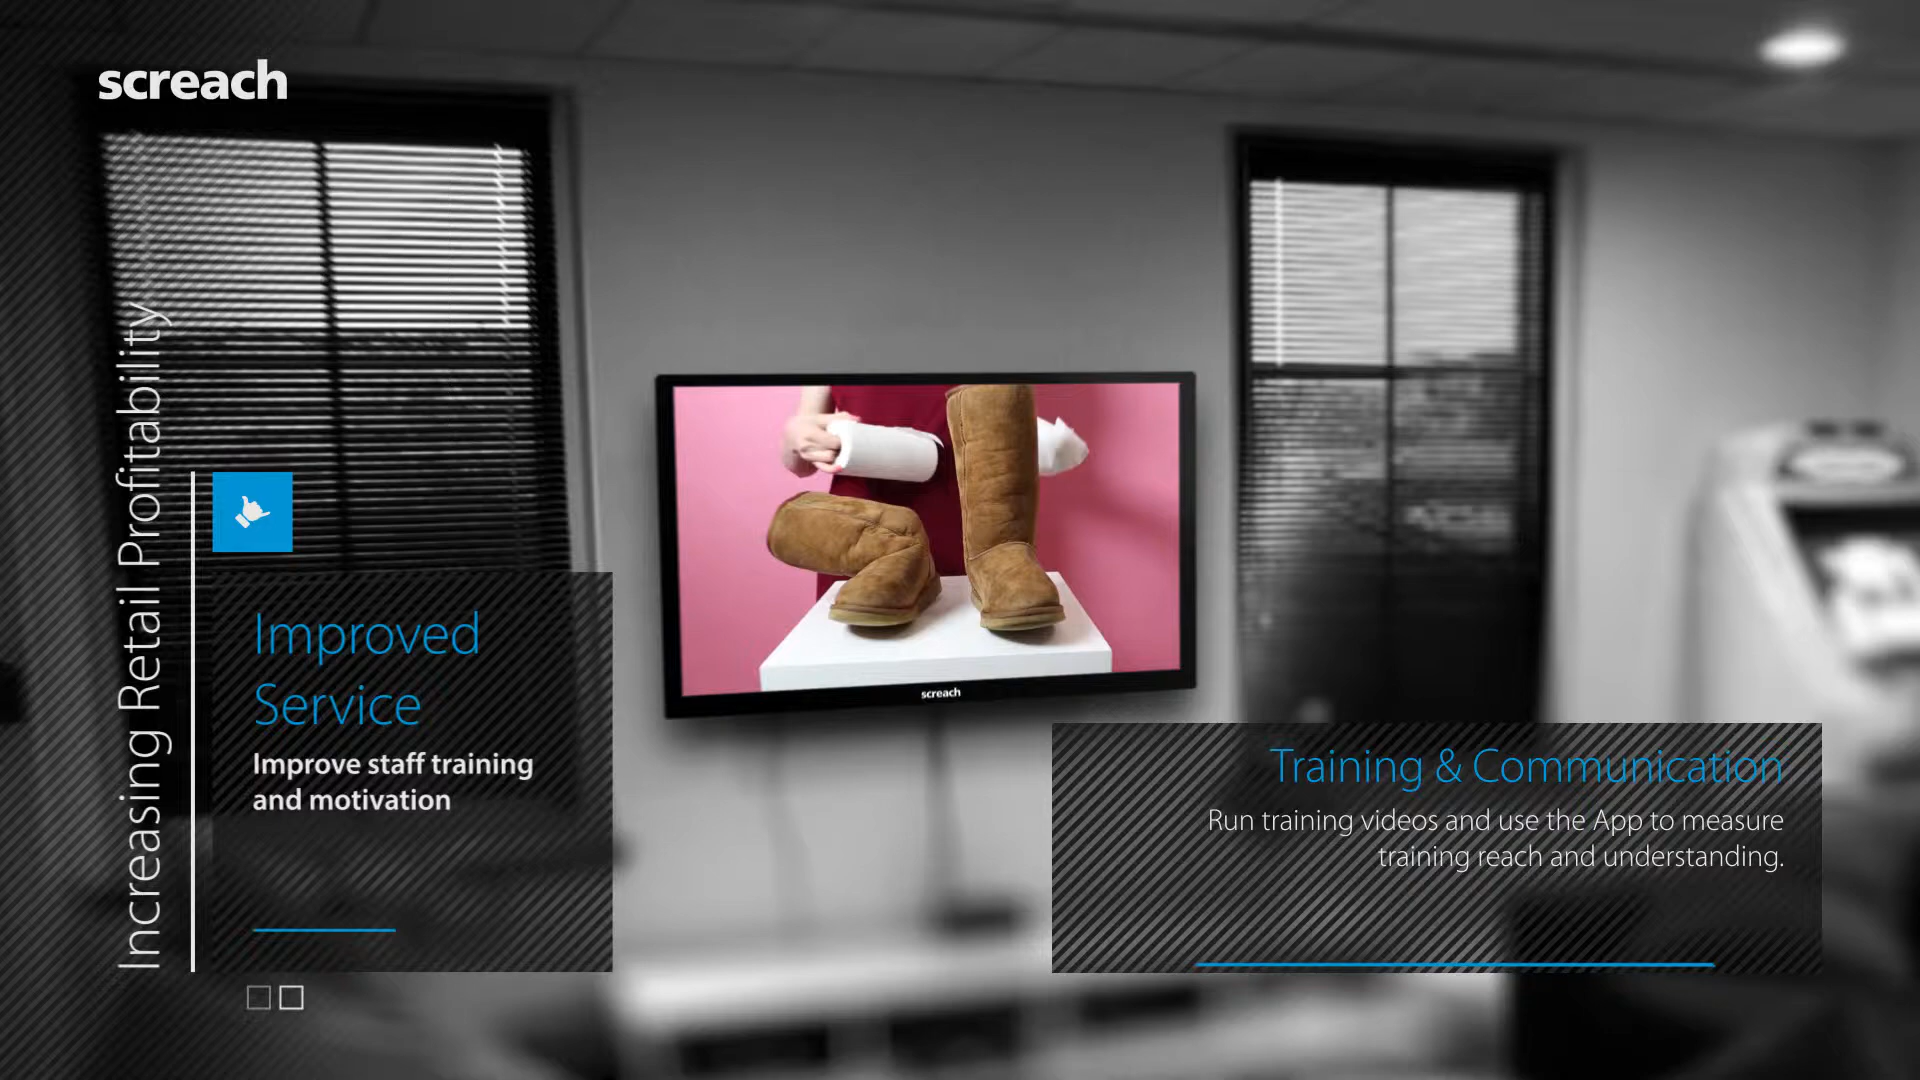 screach
Increasing Retail Profitability
Improved
Service
Improve staff training
and motivation
screach
Training & Communication
Run training videos and use the App to measure
training reach and understanding.